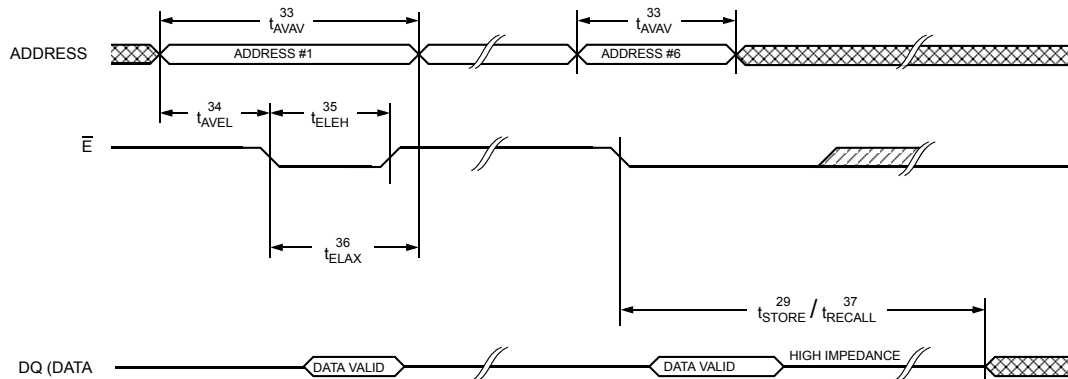 33
tAVAV
33
tAVAV
ADDRESS
ADDRESS #1
ADDRESS #6
34
tAVEL
35
tELEH
E
36
tELAX
29 37
tSTORE / tRECALL
DQ (DATA
DATA VALID
DATA VALID
HIGH IMPEDANCE